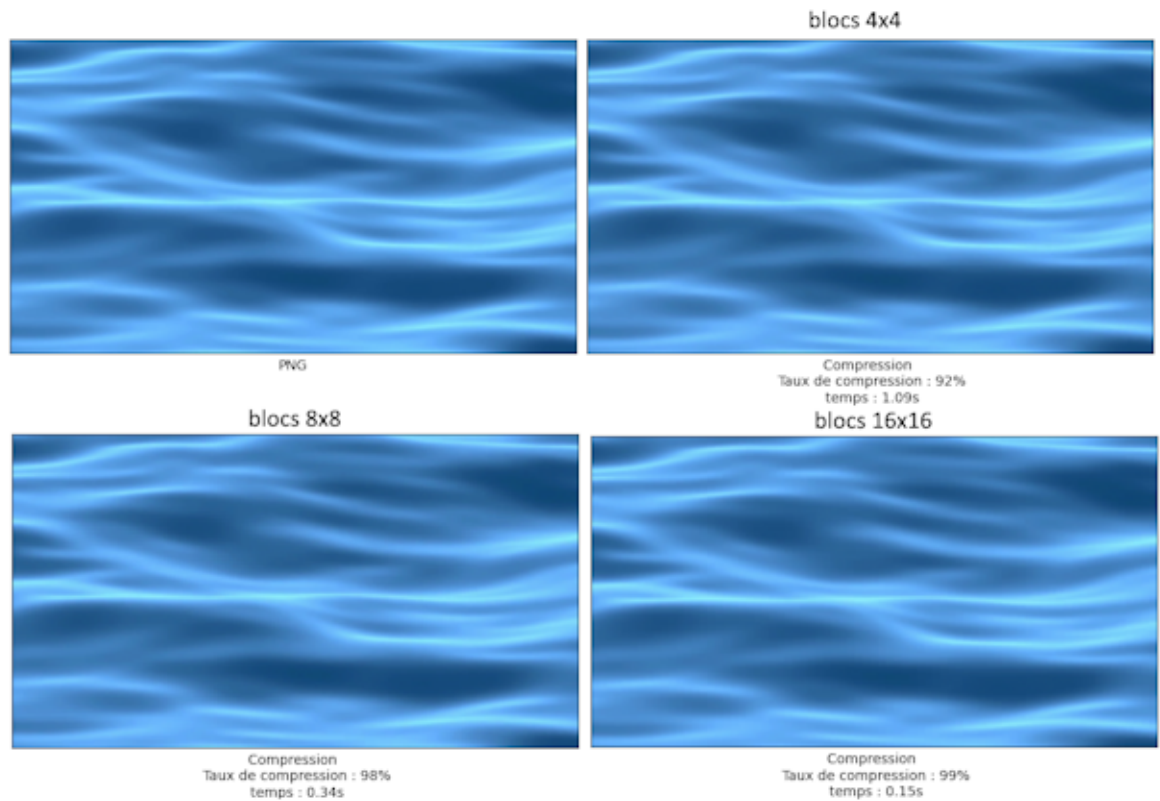 blocs 4x4
PNG
Compression
Taux de compression : 92%
temps : 1.09s
blocs 8x8
blocs 16x16
Compression
Taux de compression : 98%
temps : 0.34s
Compression
Taux de compression : 99%
temps : 0.15s